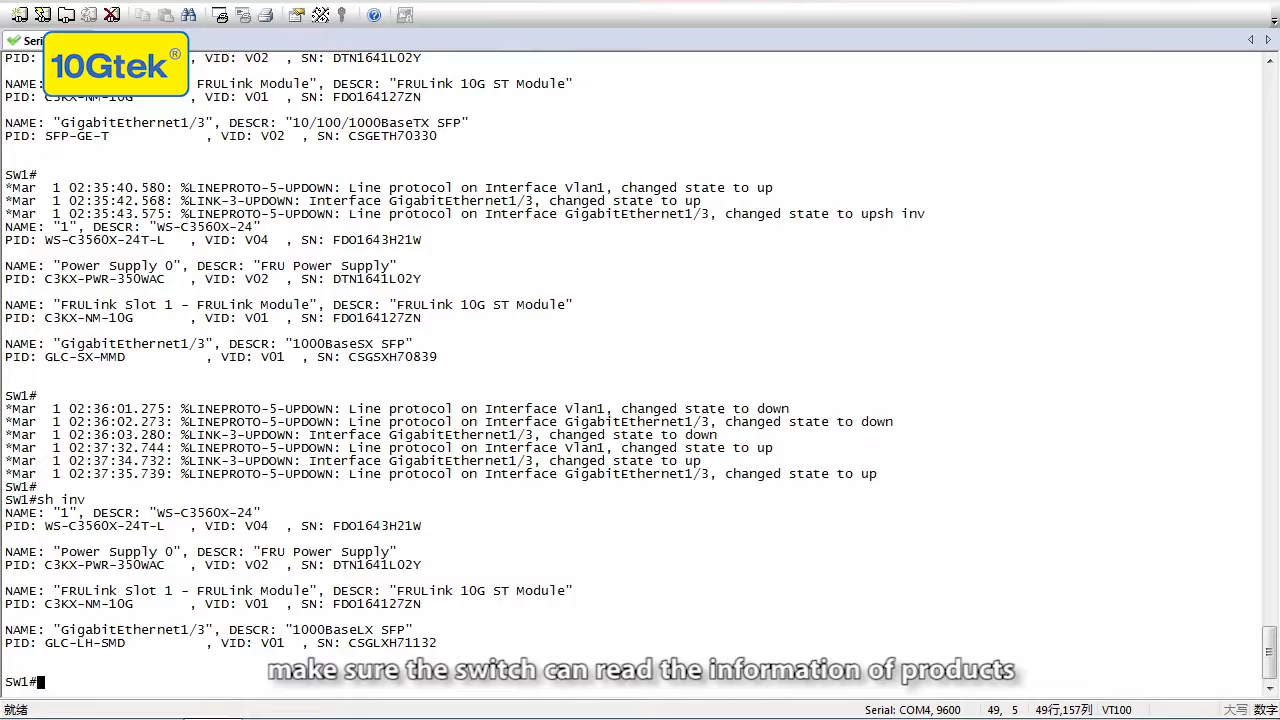 Seri
10Gtek®
PID: , VID: V02 , SN: DTN1641L02Y
FRULink Module", DESCR: "FRULink 10G ST Module"
PID: C3KX-NM-10G , VID: V01 , SN: FDO164127ZN
NAME: "GigabitEthernet1/3", DESCR: "10/100/1000BaseTX SFP"
PID: SFP-GE-T , VID: V02 , SN: CSGETH70330
SW1#
*Mar  1 02:35:40.580: %LINEPROTO-5-UPDOWN: Line protocol on Interface Vlan1, changed state to up
*Mar  1 02:35:42.568: %LINK-3-UPDOWN: Interface GigabitEthernet1/3, changed state to up
*Mar  1 02:35:43.575: %LINEPROTO-5-UPDOWN: Line protocol on Interface GigabitEthernet1/3, changed state to upsh inv
NAME: "1", DESCR: "WS-C3560X-24"
PID: WS-C3560X-24T-L , VID: V04 , SN: FDO1643H21W
NAME: "Power Supply 0", DESCR: "FRU Power Supply"
PID: C3KX-PWR-350WAC , VID: V02 , SN: DTN1641L02Y
NAME: "FRULink Slot 1 - FRULink Module", DESCR: "FRULink 10G ST Module"
PID: C3KX-NM-10G , VID: V01 , SN: FDO164127ZN
NAME: "GigabitEthernet1/3", DESCR: "1000BaseSX SFP"
PID: GLC-SX-MMD , VID: V01 , SN: CSGSXH70839
SW1#
*Mar  1 02:36:01.275: %LINEPROTO-5-UPDOWN: Line protocol on Interface Vlan1, changed state to down
*Mar  1 02:36:02.273: %LINEPROTO-5-UPDOWN: Line protocol on Interface GigabitEthernet1/3, changed state to down
*Mar  1 02:36:03.280: %LINK-3-UPDOWN: Interface GigabitEthernet1/3, changed state to down
*Mar  1 02:37:32.744: %LINEPROTO-5-UPDOWN: Line protocol on Interface Vlan1, changed state to up
*Mar  1 02:37:34.732: %LINK-3-UPDOWN: Interface GigabitEthernet1/3, changed state to up
*Mar  1 02:37:35.739: %LINEPROTO-5-UPDOWN: Line protocol on Interface GigabitEthernet1/3, changed state to up
SW1#
SW1#sh inv
NAME: "1", DESCR: "WS-C3560X-24"
PID: WS-C3560X-24T-L , VID: V04 , SN: FDO1643H21W
NAME: "Power Supply 0", DESCR: "FRU Power Supply"
PID: C3KX-PWR-350WAC , VID: V02 , SN: DTN1641L02Y
NAME: "FRULink Slot 1 - FRULink Module", DESCR: "FRULink 10G ST Module"
PID: C3KX-NM-10G , VID: V01 , SN: FDO164127ZN
NAME: "GigabitEthernet1/3", DESCR: "1000BaseLX SFP"
PID: GLC-LH-SMD , VID: V01 , SN: CSGLXH71132
make sure the switch can read the information of products
SW1#
就绪 Serial: COM4, 9600 49, 5 49行,157列 VT100 大写 数字